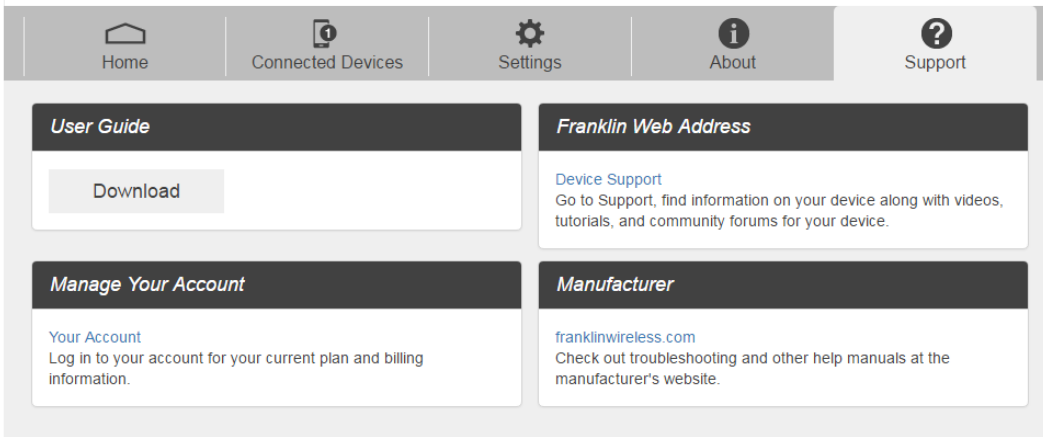 1
Home
Connected Devices
Settings
About
Support
User Guide
Download
Franklin Web Address
Device Support
Go to Support, find information on your device along with videos,
tutorials, and community forums for your device.
Manage Your Account
Your Account
Log in to your account for your current plan and billing
information.
Manufacturer
franklinwireless.com
Check out troubleshooting and other help manuals at the
manufacturer's website.